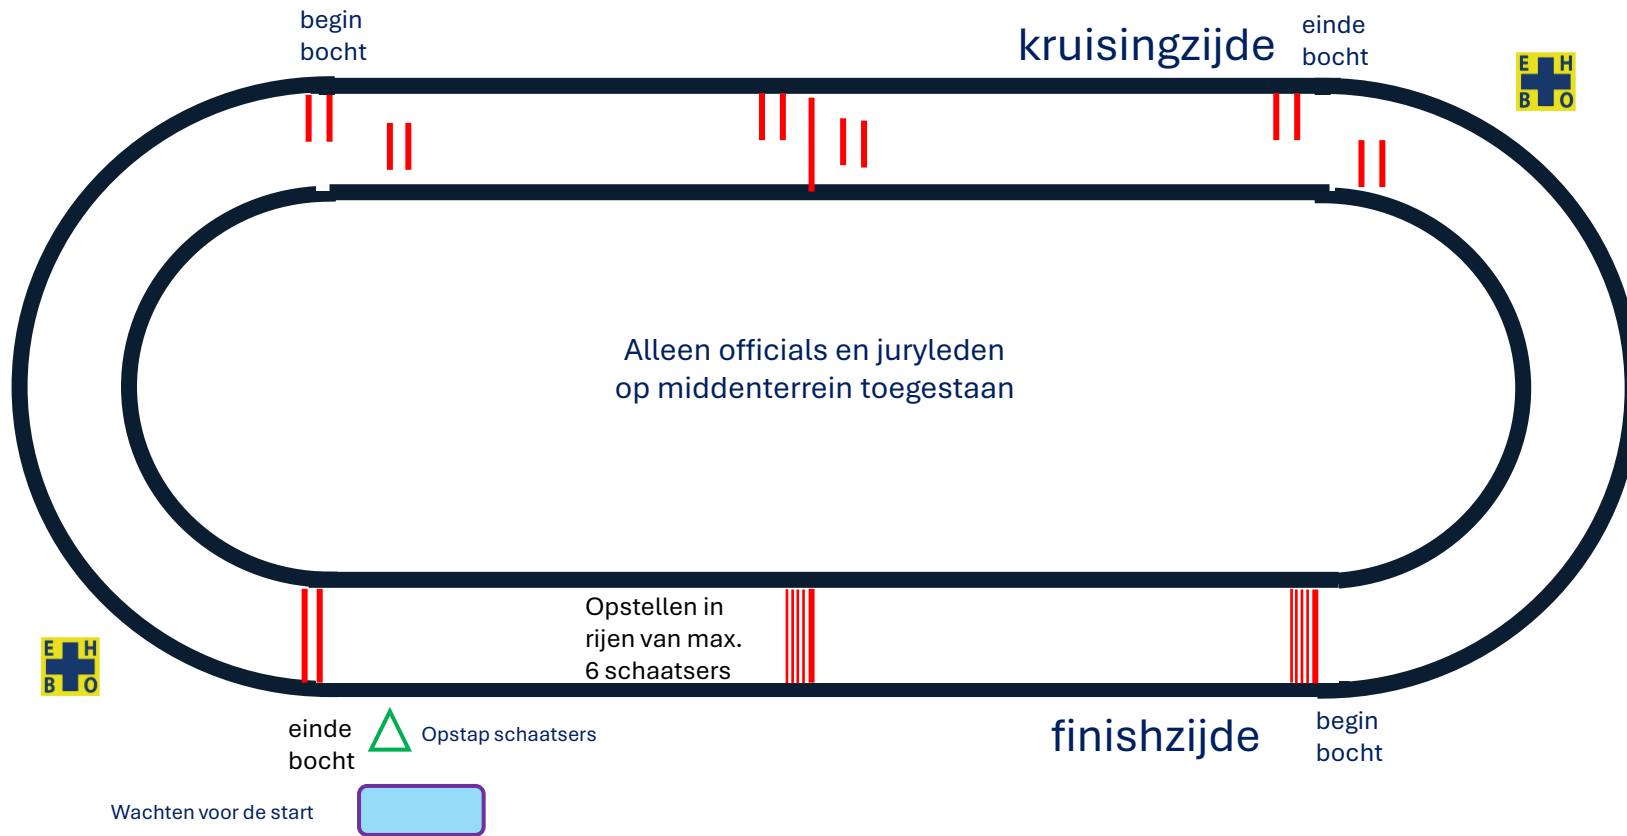 begin
bocht
kruisingzijde
einde
bocht
E H
B O
Alleen officials en juryleden
op middenterrein toegestaan
Opstellen in
rijen van max.
6 schaatsers
E H
B O
einde
bocht
Opstap schaatsers
finishzijde
begin
bocht
Wachten voor de start